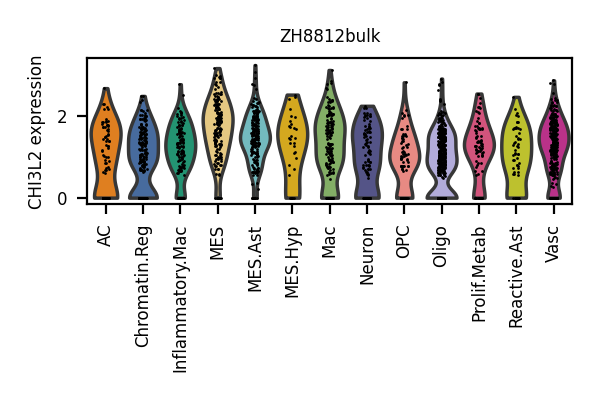 ZH8812bulk
CHI3L2 expression
2
0
AC
Chromatin.Reg
Inflammatory.Mac
MES
MES.Ast
MES.Hyp
Mac
Neuron
OPC
Oligo
Prolif.Metab
Reactive.Ast
Vasc